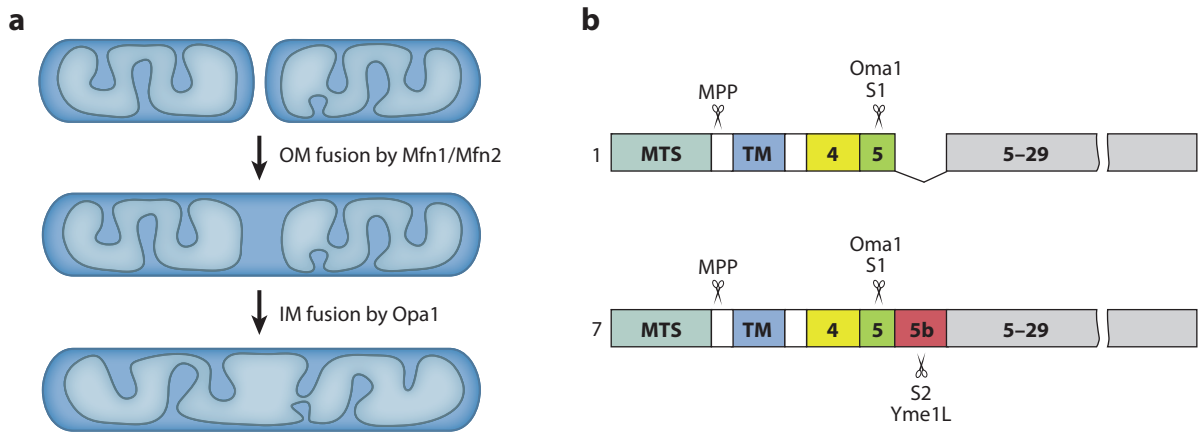 a
OM fusion by Mfn1/Mfn2
IM fusion by Opa1
b
Oma1
S1
MPP
1 MTS TM 4 5 5–29
Oma1
S1
MPP
7 MTS TM 4 5 5b 5–29
S2
Yme1L